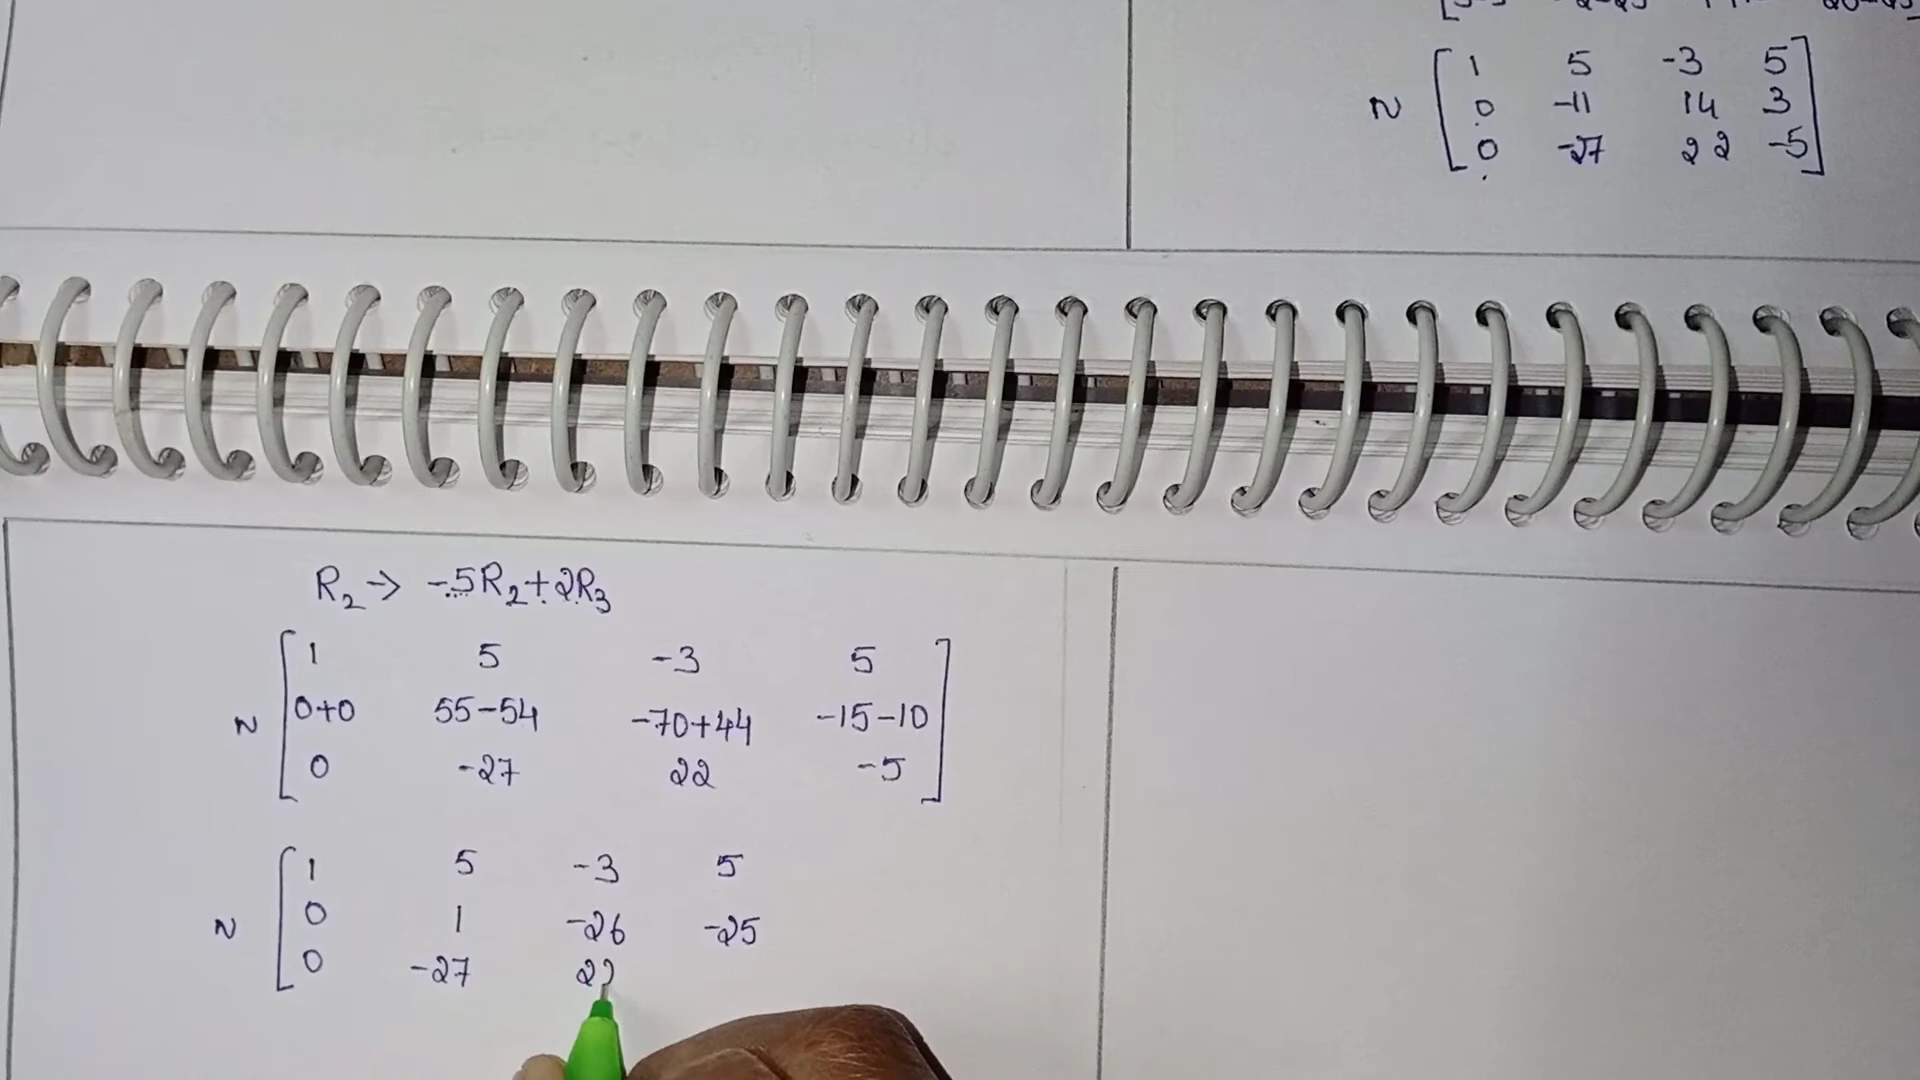 1 5 -3 5
~ 0 -11 14 3
0 -27 22 -5
R₂ → -5R₂+2R₃
1 5 -3 5
~ 0+0 55-54 -70+44 -15-10
0 -27 22 -5
1 5 -3 5
~ 0 1 -26 -25
0 -27 22